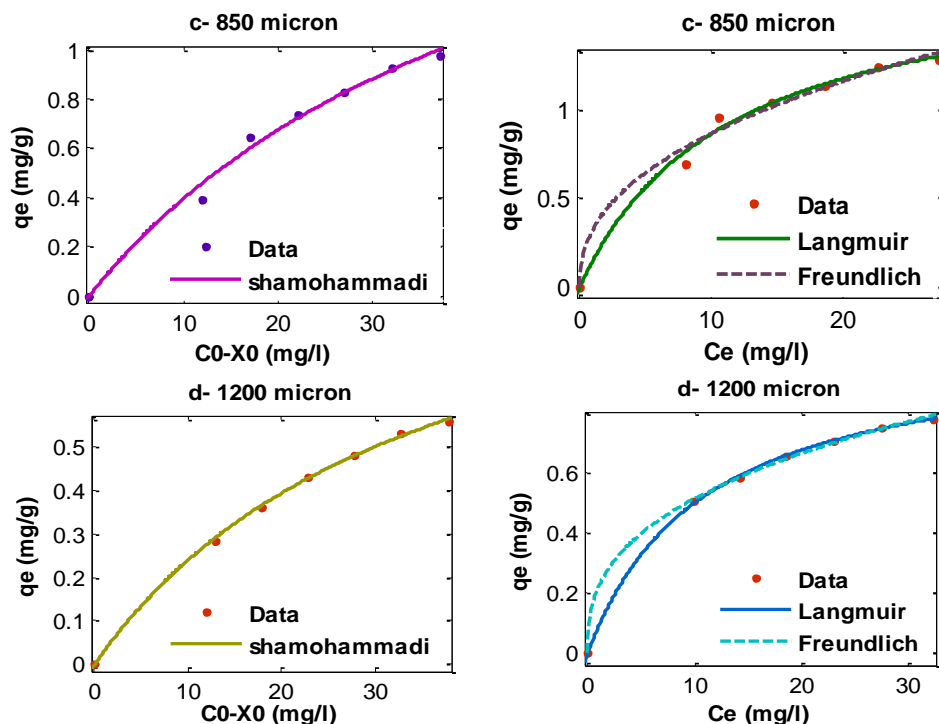 c- 850 micron
1
0.8
0.6
0.4
0.2
0
qe (mg/g)
Data
shamohammadi
0
10
20
30
C0-X0 (mg/l)
c- 850 micron
1
0.5
0
qe (mg/g)
Data
Langmuir
Freundlich
0
10
20
Ce (mg/l)
d- 1200 micron
0.5
0.4
0.3
0.2
0.1
0
qe (mg/g)
Data
shamohammadi
0
10
20
30
C0-X0 (mg/l)
d- 1200 micron
0.8
0.6
0.4
0.2
0
qe (mg/g)
Data
Langmuir
Freundlich
0
10
20
30
Ce (mg/l)